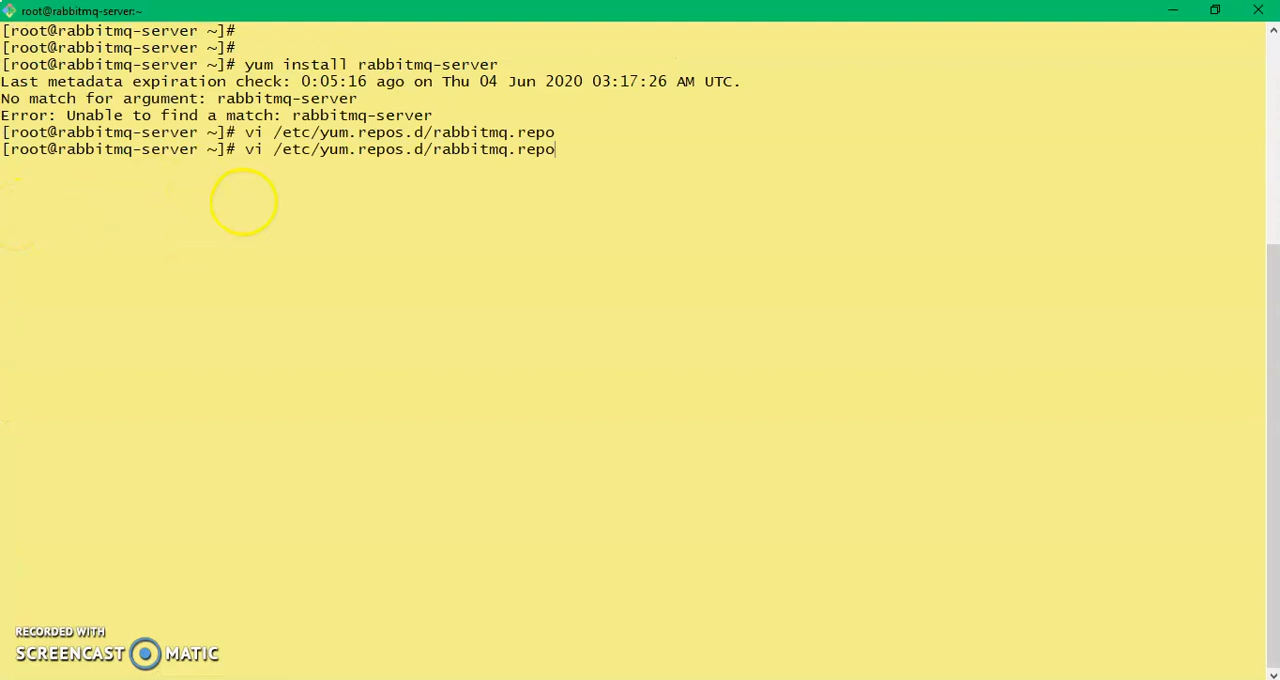 root@rabbitmq-server:~
[root@rabbitmq-server ~]#
[root@rabbitmq-server ~]#
[root@rabbitmq-server ~]# yum install rabbitmq-server
Last metadata expiration check: 0:05:16 ago on Thu 04 Jun 2020 03:17:26 AM UTC.
No match for argument: rabbitmq-server
Error: Unable to find a match: rabbitmq-server
[root@rabbitmq-server ~]# vi /etc/yum.repos.d/rabbitmq.repo
[root@rabbitmq-server ~]# vi /etc/yum.repos.d/rabbitmq.repo
RECORDED WITH
SCREENCAST MATIC